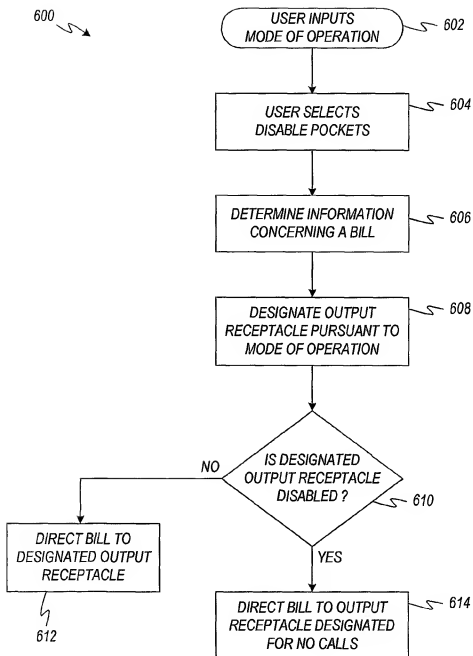 600
USER INPUTS
MODE OF OPERATION
602
USER SELECTS
DISABLE POCKETS
604
DETERMINE INFORMATION
CONCERNING A BILL
606
DESIGNATE OUTPUT
RECEPTACLE PURSUANT TO
MODE OF OPERATION
608
IS DESIGNATED
OUTPUT RECEPTACLE
DISABLED ?
610
NO
DIRECT BILL TO
DESIGNATED OUTPUT
RECEPTACLE
612
YES
DIRECT BILL TO OUTPUT
RECEPTACLE DESIGNATED
FOR NO CALLS
614